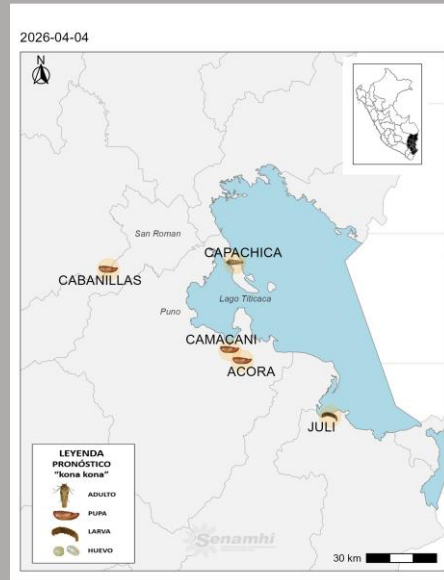 2026-04-04
N
San Roman
CAPACHICA
CABANILLAS
Lago Titicaca
Puno
CAMACANI
ACORA
JULI
LEYENDA
PRONÓSTICO
"kona kona"
ADULTO
PUPA
LARVA
HUEVO
Senamhi
30 km